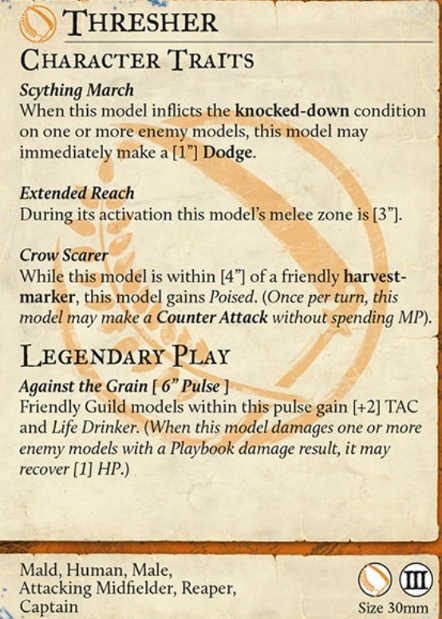 Thresher
Character Traits
Scything March
When this model inflicts the knocked-down condition
on one or more enemy models, this model may
immediately make a [1”] Dodge.
Extended Reach
During its activation this model’s melee zone is [3”].
Crow Scarer
While this model is within [4”] of a friendly harvest-
marker, this model gains Poised. (Once per turn, this
model may make a Counter Attack without spending MP).
Legendary Play
Against the Grain [ 6” Pulse ]
Friendly Guild models within this pulse gain [+2] TAC
and Life Drinker. (When this model damages one or more
enemy models with a Playbook damage result, it may
recover [1] HP.)
Mald, Human, Male,
Attacking Midfielder, Reaper,
Captain
III
Size 30mm